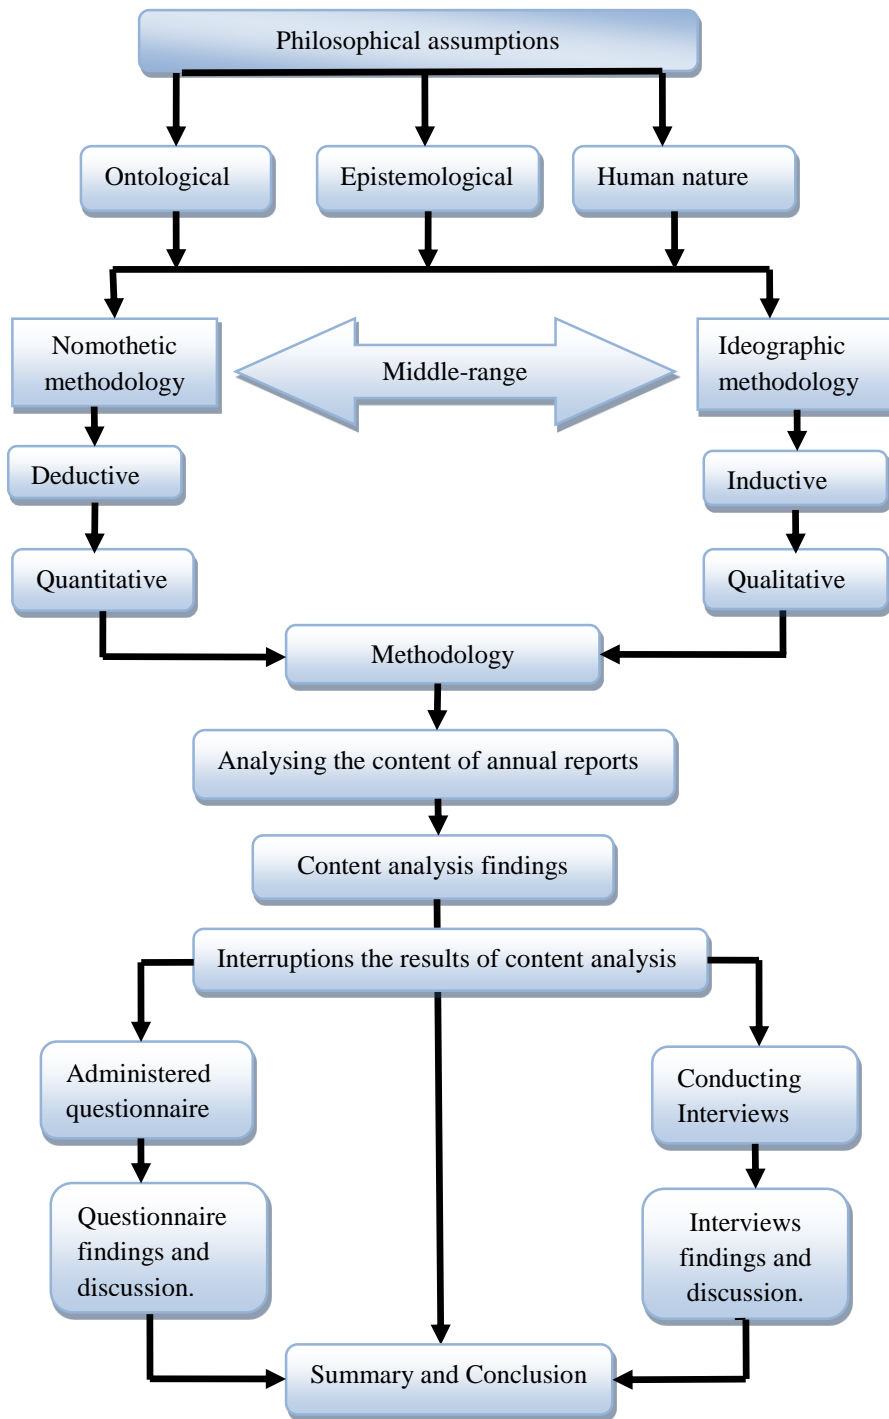 Philosophical assumptions
Ontological
Epistemological
Human nature
Nomothetic
methodology
Middle-range
Ideographic
methodology
Deductive
Inductive
Quantitative
Qualitative
Methodology
Analysing the content of annual reports
Content analysis findings
Interruptions the results of content analysis
Administered
questionnaire
Conducting
Interviews
Questionnaire
findings and
discussion.
Interviews
findings and
discussion.
Summary and Conclusion